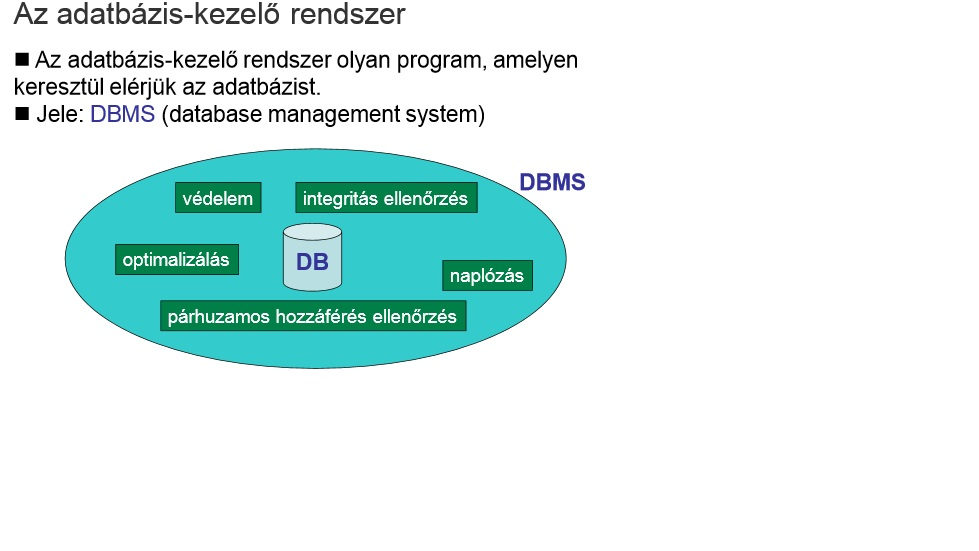 Az adatbázis-kezelő rendszer
■ Az adatbázis-kezelő rendszer olyan program, amelyen
keresztül elérjük az adatbázist.
■ Jele: DBMS (database management system)
DBMS
védelem
integritás ellenőrzés
optimalizálás
DB
naplózás
párhuzamos hozzáférés ellenőrzés